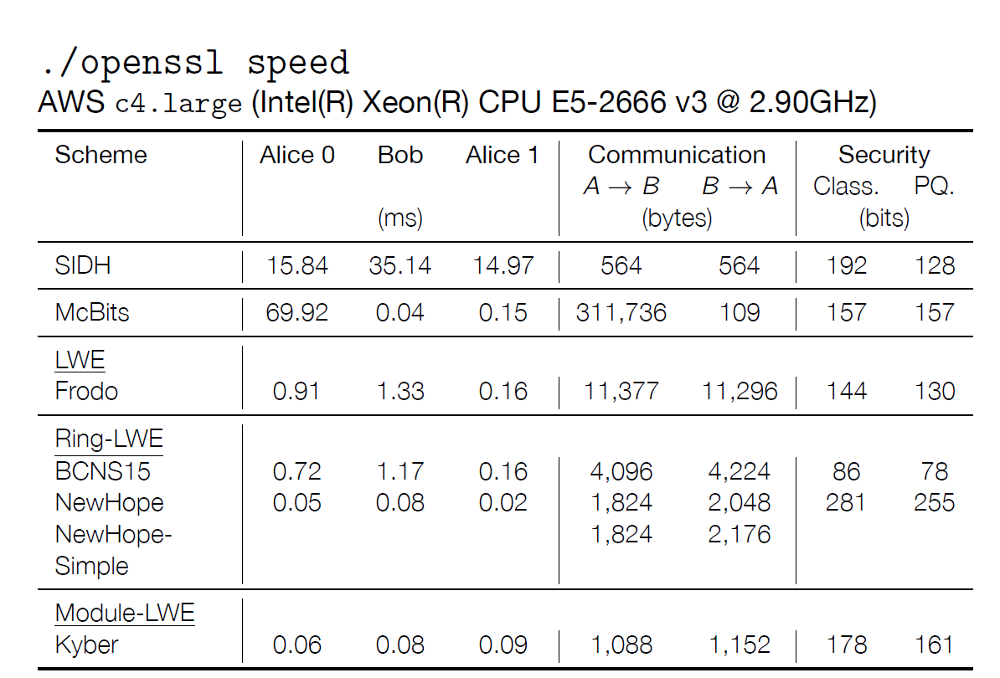 ./openssl speed
AWS c4.large (Intel(R) Xeon(R) CPU E5-2666 v3 @ 2.90GHz)
Scheme Alice 0 Bob Alice 1 Communication Security
A → B B → A Class. PQ.
(ms) (bytes) (bits)
SIDH 15.84 35.14 14.97 564 564 192 128
McBits 69.92 0.04 0.15 311,736 109 157 157
LWE
Frodo 0.91 1.33 0.16 11,377 11,296 144 130
Ring-LWE
BCNS15 0.72 1.17 0.16 4,096 4,224 86 78
NewHope 0.05 0.08 0.02 1,824 2,048 281 255
NewHope- 1,824 2,176
Simple
Module-LWE
Kyber 0.06 0.08 0.09 1,088 1,152 178 161